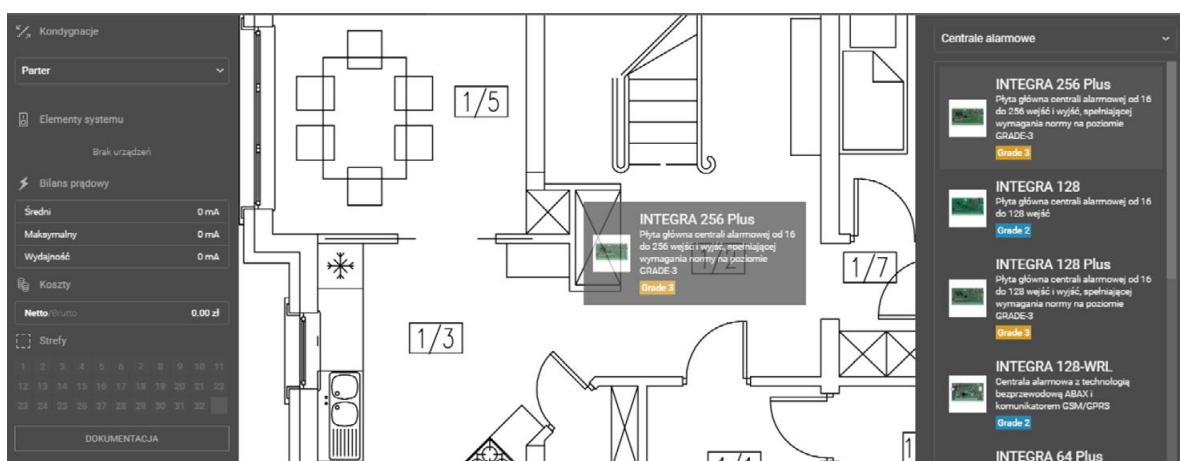 Kondygnacje
Parter
Elementy systemu
Brak urządzeń
Bilans prądowy
Średni 0 mA
Maksymalny 0 mA
Wydajność 0 mA
Koszty
Netto/Brutto 0.00 zł
Strefy
1 2 3 4 5 6 7 8 9 10 11
12 13 14 15 16 17 18 19 20 21 22
23 24 25 26 27 28 29 30 31 32
DOKUMENTACJA
1/5
INTEGRA 256 Plus
Płyta główna centrali alarmowej od 16
do 256 wejść i wyjść, spełniającej
wymagania normy na poziomie
GRADE-3
Grade 3
1/2
1/7
1/3
1/1
1
Centrale alarmowe
INTEGRA 256 Plus
Płyta główna centrali alarmowej od 16
do 256 wejść i wyjść, spełniającej
wymagania normy na poziomie
GRADE-3
Grade 3
INTEGRA 128
Płyta główna centrali alarmowej od 16
do 128 wejść
Grade 2
INTEGRA 128 Plus
Płyta główna centrali alarmowej od 16
do 128 wejść i wyjść, spełniającej
wymagania normy na poziomie
GRADE-3
Grade 3
INTEGRA 128-WRL
Centrala alarmowa z technologią
bezprzewodową ABAX i
komunikatorem GSM/GPRS
Grade 2
INTEGRA 64 Plus